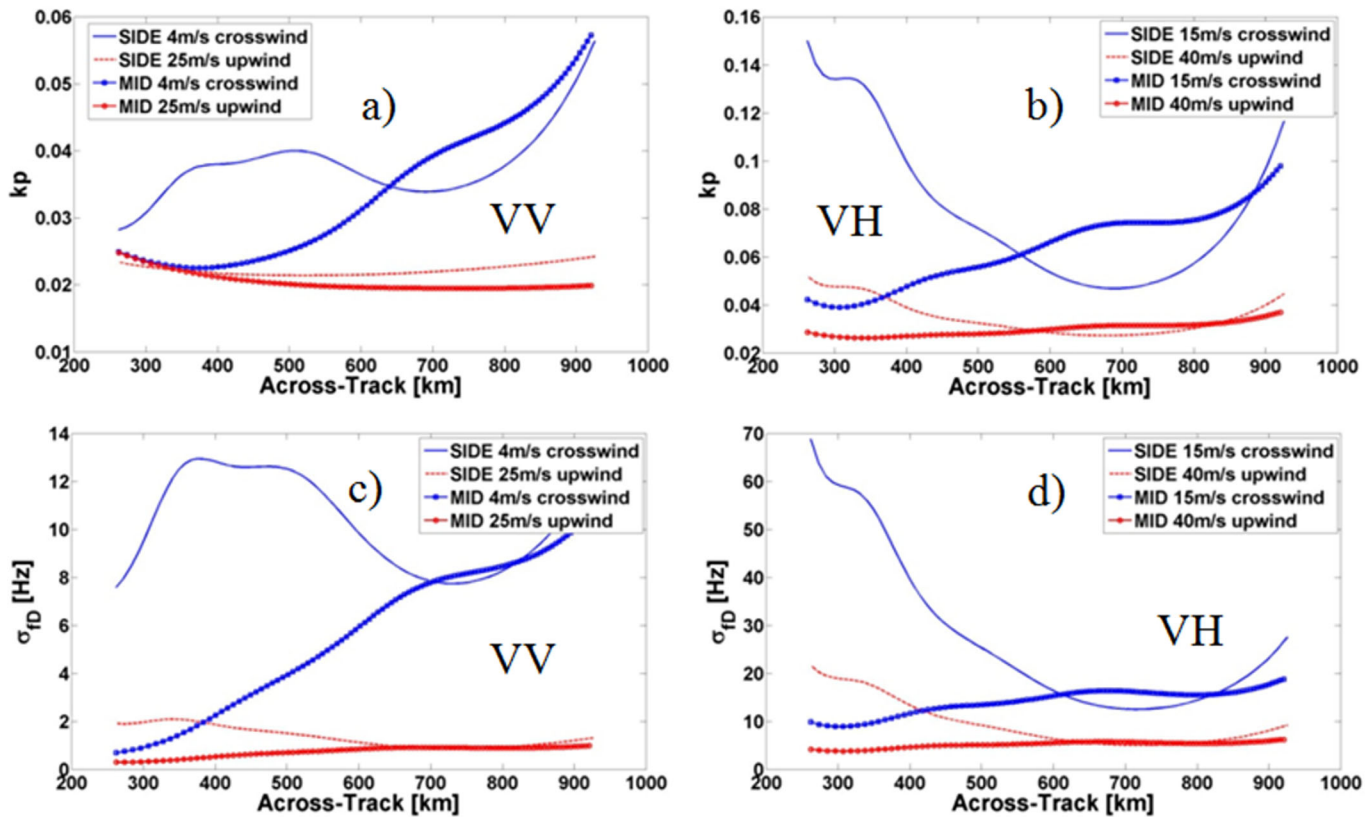 0.06
0.05
0.04
0.03
0.02
0.01
kp
SIDE 4m/s crosswind
SIDE 25m/s upwind
MID 4m/s crosswind
MID 25m/s upwind
a)
VV
200 300 400 500 600 700 800 900 1000
Across-Track [km]
0.16
0.14
0.12
0.1
0.08
0.06
0.04
0.02
kp
SIDE 15m/s crosswind
SIDE 40m/s upwind
MID 15m/s crosswind
MID 40m/s upwind
b)
VH
200 300 400 500 600 700 800 900 1000
Across-Track [km]
14
12
10
8
6
4
2
0
σfD [Hz]
SIDE 4m/s crosswind
SIDE 25m/s upwind
MID 4m/s crosswind
MID 25m/s upwind
c)
VV
200 300 400 500 600 700 800 900 1000
Across-Track [km]
70
60
50
40
30
20
10
0
σfD [Hz]
SIDE 15m/s crosswind
SIDE 40m/s upwind
MID 15m/s crosswind
MID 40m/s upwind
d)
VH
200 300 400 500 600 700 800 900 1000
Across-Track [km]